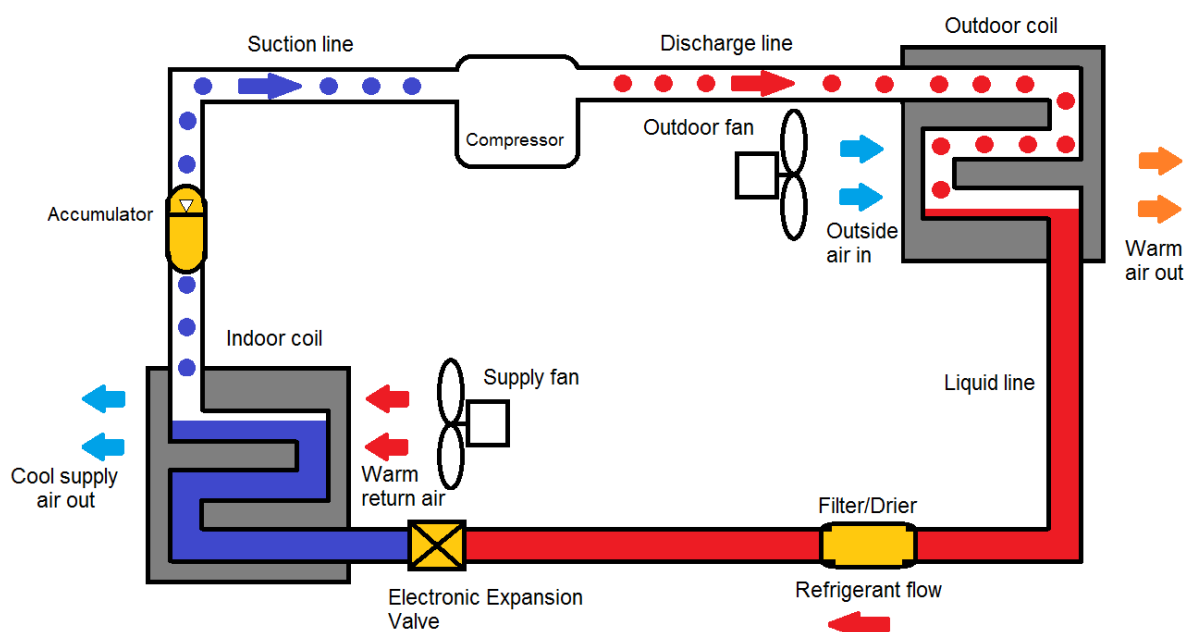 Suction line
Discharge line
Outdoor coil
Compressor
Outdoor fan
Accumulator
Outside
air in
Warm
air out
Indoor coil
Supply fan
Liquid line
Cool supply
air out
Warm
return air
Filter/Drier
Electronic Expansion
Valve
Refrigerant flow